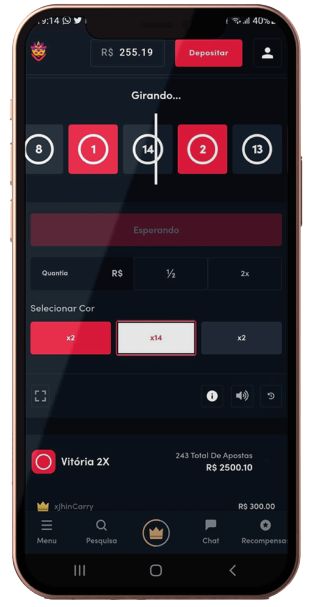 9:14 40%
R$ 255.19 Depositar
Girando...
8 1 14 2 13
Esperando
Quantia R$ ½ 2x
Selecionar Cor
x2 x14 x2
Vitória 2X 243 Total De Apostas
R$ 2500.10
xJhinCarry R$ 300.00
Menu Pesquisa Chat Recompensa